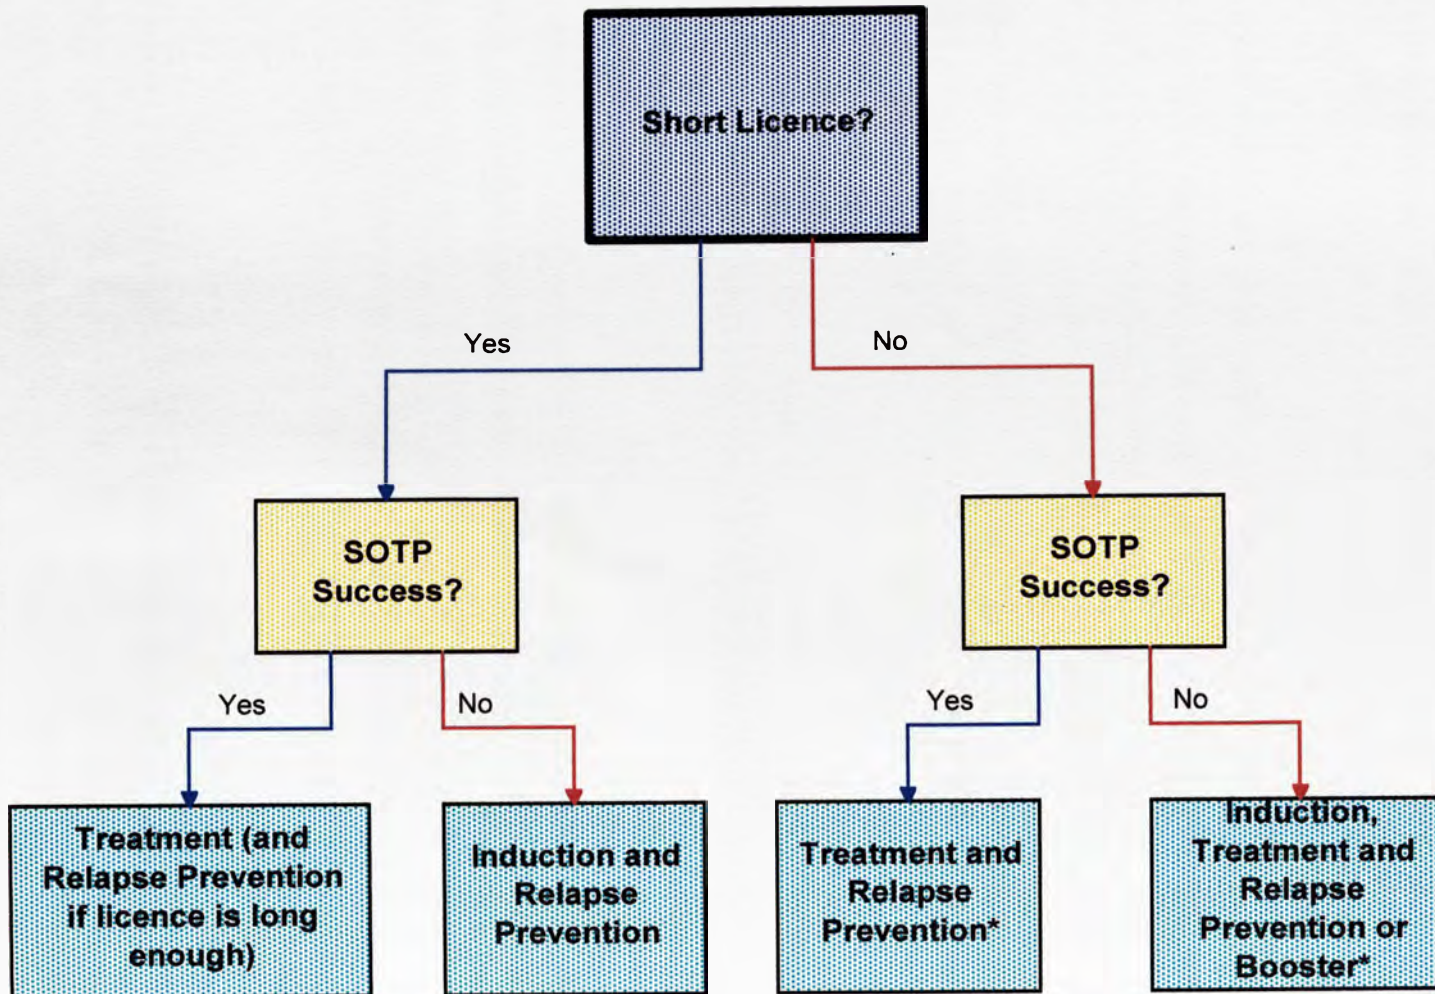 Short Licence?
Yes
No
SOTP
Success?
SOTP
Success?
Yes
No
Yes
No
Treatment (and
Relapse Prevention
if licence is long
enough)
Induction and
Relapse
Prevention
Treatment and
Relapse
Prevention*
Induction,
Treatment and
Relapse
Prevention or
Booster*